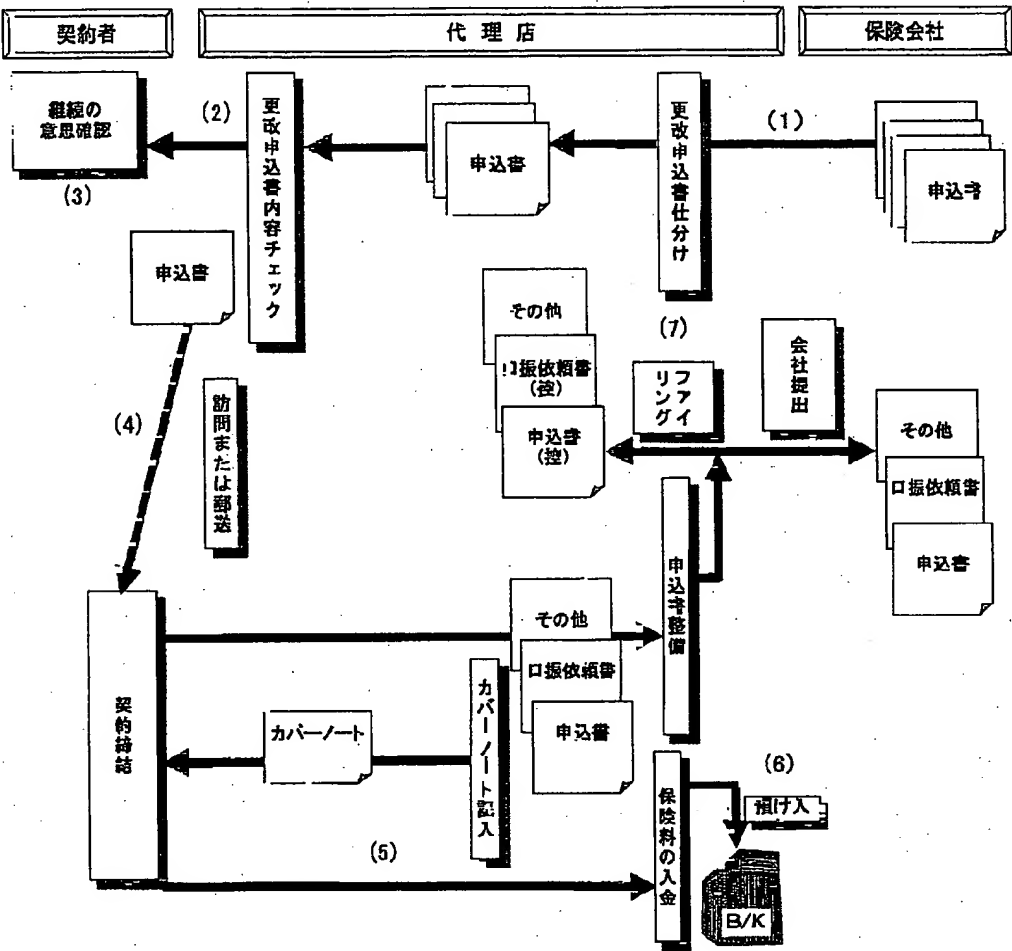 契約者
代理店
保険会社
継続の
意思確認
(2)
更改申込書内容チェック
申込書
更改申込書仕分け
(1)
申込書
(3)
申込書
(4)
訪問または郵送
その他
口振依頼書
(控)
申込書
(控)
(7)
ファイ
リング
会社提出
その他
口振依頼書
申込書
契約締結
その他
口振依頼書
申込書
申込書整備
カバーノート
カバーノート記入
(5)
保険料の入金
(6)
預け入
B/K